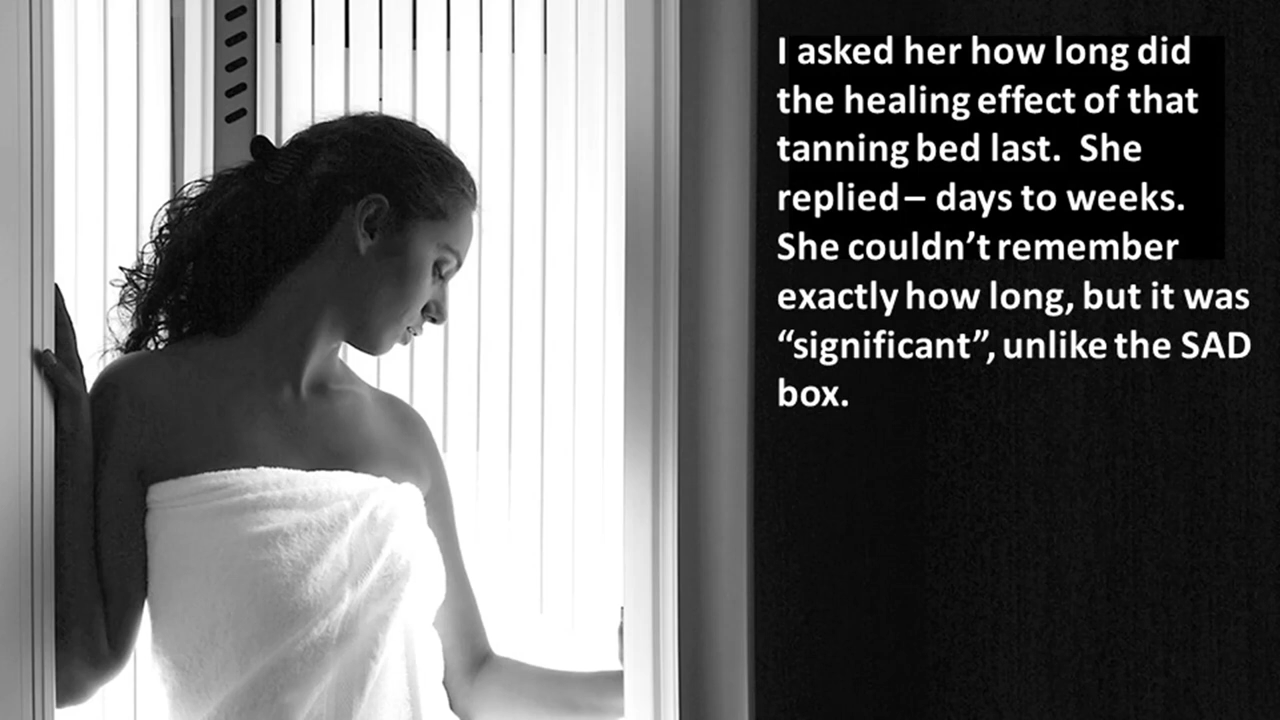 I asked her how long did
the healing effect of that
tanning bed last.  She
replied – days to weeks.
She couldn’t remember
exactly how long, but it was
“significant”, unlike the SAD
box.